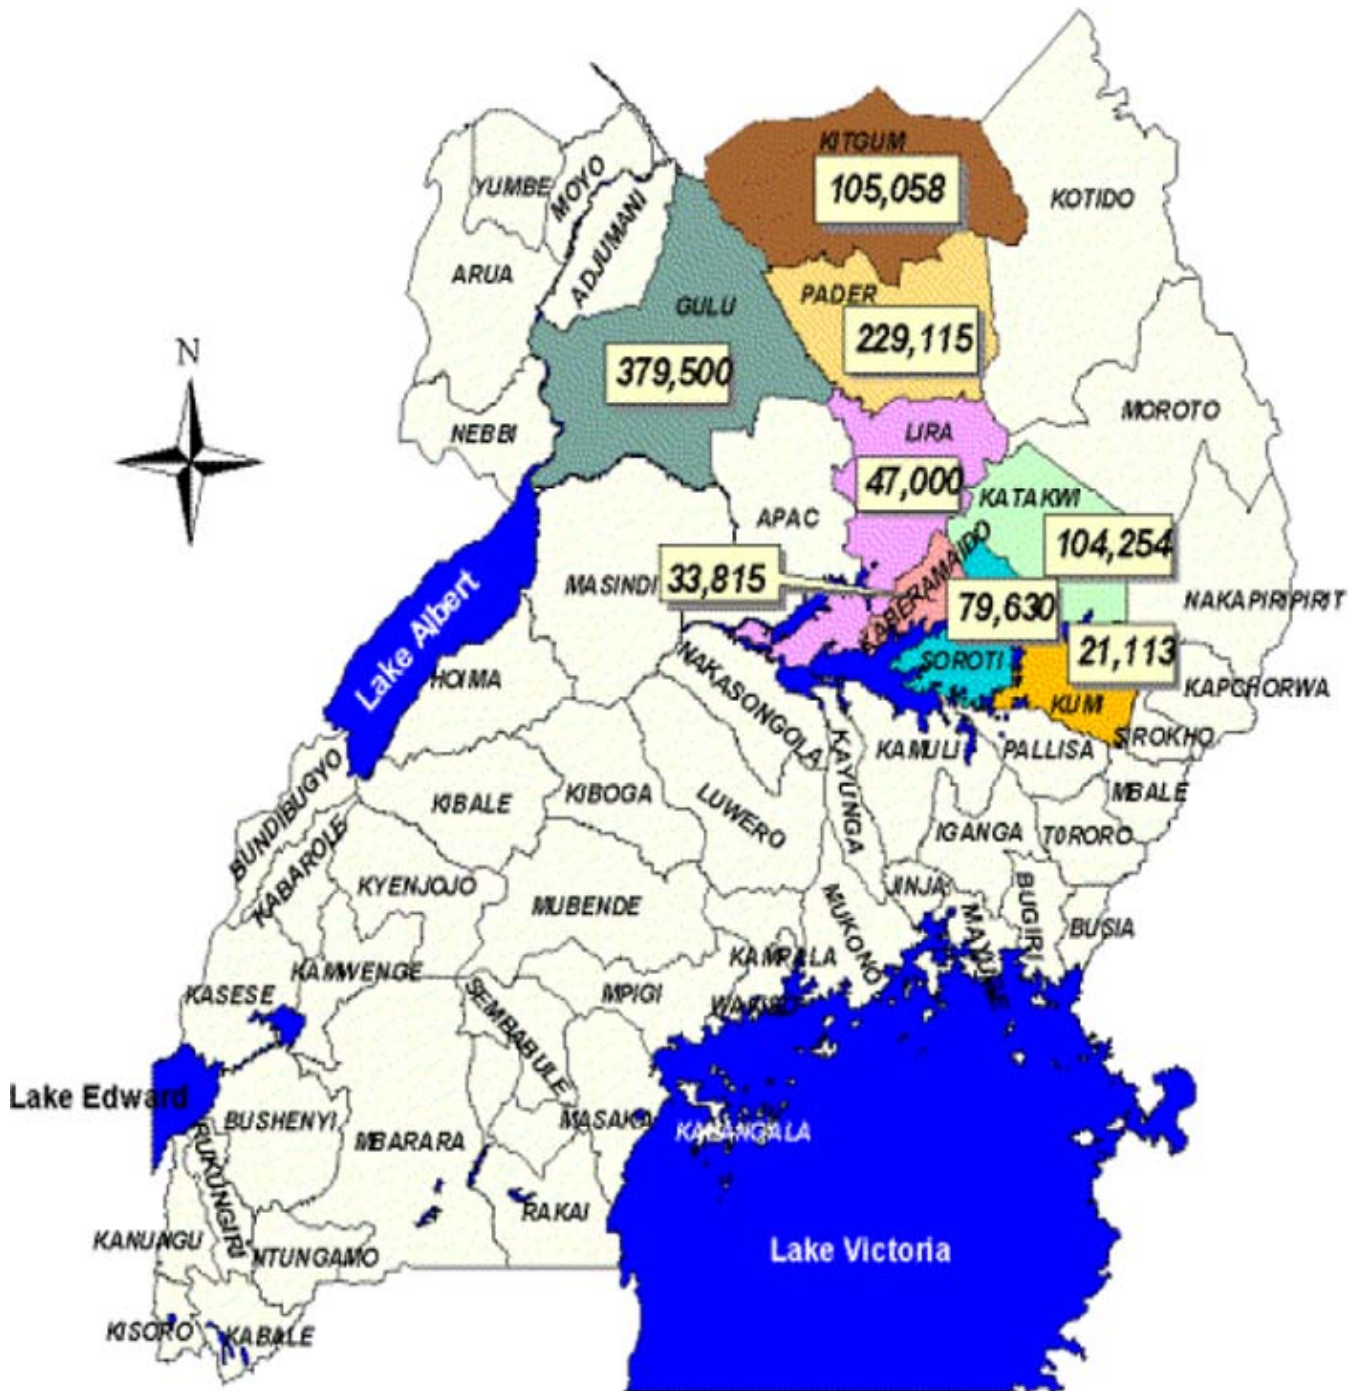 KITGUM
105,058
KOTIDO
YUMBE
MOYO
ADJUMANI
ARUA
GULU
PADER
229,115
379,500
N
NEBBI
LIRA
MOROTO
47,000
KATAKWI
APAC
104,254
33,815
KABERAMAIDO
MASINDI
79,630
NAKAPIRIPIRIT
21,113
Lake Albert
HOIMA
NAKASONGOLA
SOROTI
KAPCHORWA
KUM
SIROKHO
KAYUNGA
KAMULI
PALLISA
BUNDIBUGYO
KIBALE
KIBOGA
LUWERO
MBALE
KABAROLE
IGANGA
TORORO
KYENJOJO
MUBENDE
JINJA
MUKONO
MAYUGE
BUGIRI
BUSIA
KAMWENGE
KAMPALA
KASESE
SEMBABULE
MPIGI
Lake Edward
BUSHENYI
MBARARA
MASAKA
KALANGALA
RUKUNGIRI
RAKAI
KANUNGU
NTUNGAMO
Lake Victoria
KISORO
KABALE